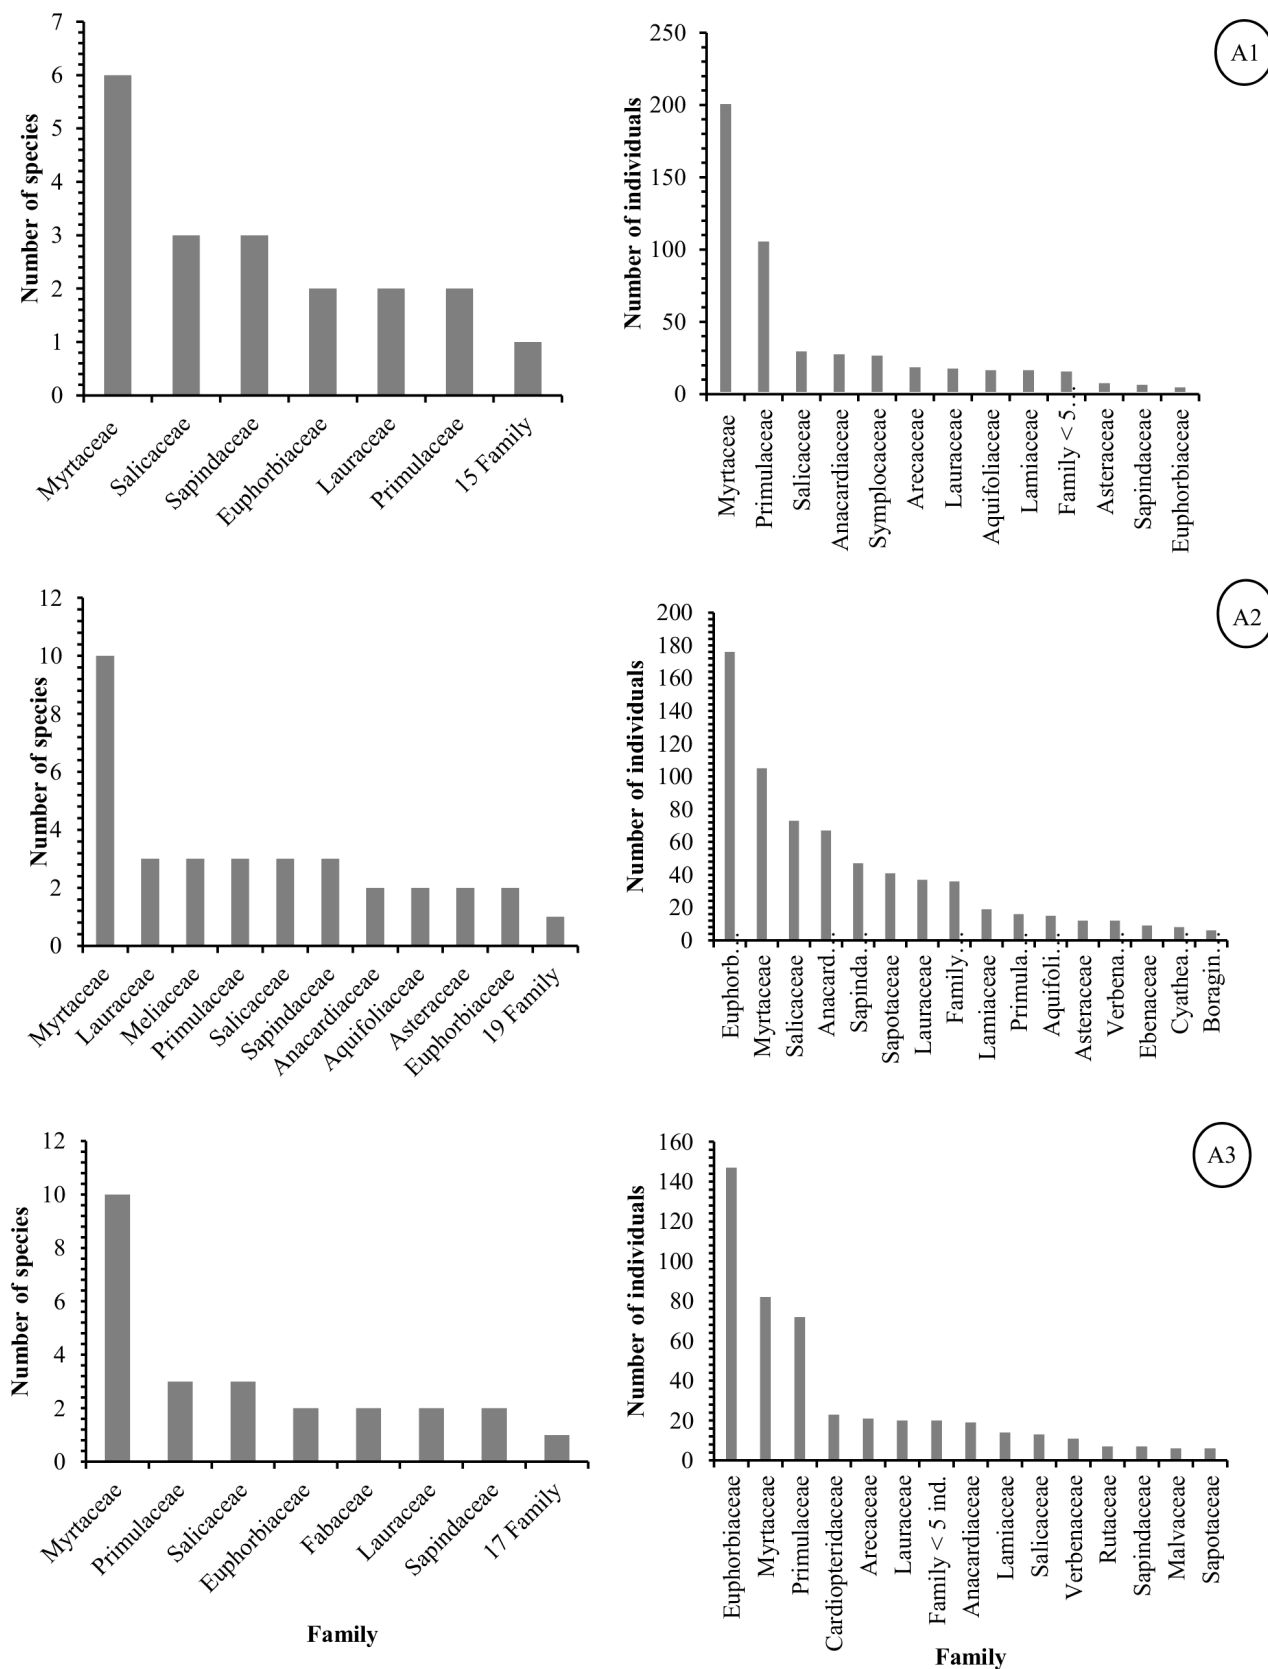 Number of species
7
6
5
4
3
2
1
0
Myrtaceae
Salicaceae
Sapindaceae
Euphorbiaceae
Lauraceae
Primulaceae
15 Family
A1
Number of individuals
250
200
150
100
50
0
Myrtaceae
Primulaceae
Salicaceae
Anacardiaceae
Symplocaceae
Arecaceae
Lauraceae
Aquifoliaceae
Lamiaceae
Family < 5…
Asteraceae
Sapindaceae
Euphorbiaceae
Number of species
12
10
8
6
4
2
0
Myrtaceae
Lauraceae
Meliaceae
Primulaceae
Salicaceae
Sapindaceae
Anacardiaceae
Aquifoliaceae
Asteraceae
Euphorbiaceae
19 Family
A2
Number of individuals
200
180
160
140
120
100
80
60
40
20
0
Euphorb…
Myrtaceae
Salicaceae
Anacard…
Sapinda…
Sapotaceae
Lauraceae
Family…
Lamiaceae
Primula…
Aquifoli…
Asteraceae
Verbena…
Ebenaceae
Cyathea…
Boragin…
Number of species
12
10
8
6
4
2
0
Myrtaceae
Primulaceae
Salicaceae
Euphorbiaceae
Fabaceae
Lauraceae
Sapindaceae
17 Family
Family
A3
Number of individuals
160
140
120
100
80
60
40
20
0
Euphorbiaceae
Myrtaceae
Primulaceae
Cardiopteridaceae
Arecaceae
Lauraceae
Family < 5 ind.
Anacardiaceae
Lamiaceae
Salicaceae
Verbenaceae
Rutaceae
Sapindaceae
Malvaceae
Sapotaceae
Family